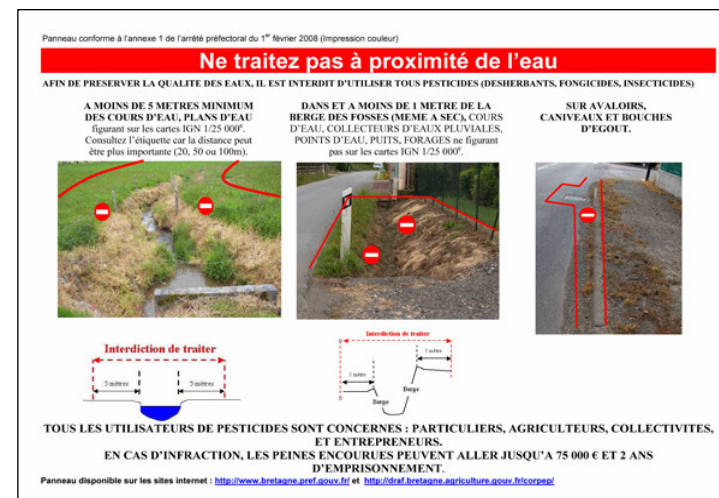 Panneau conforme à l'annexe 1 de l'arrêté préfectoral du 1er février 2008 (Impression couleur)
Ne traitez pas à proximité de l'eau
AFIN DE PRESERVER LA QUALITE DES EAUX, IL EST INTERDIT D'UTILISER TOUS PESTICIDES (DESHERBANTS, FONGICIDES, INSECTICIDES)
A MOINS DE 5 METRES MINIMUM
DES COURS D'EAU, PLANS D'EAU
figurant sur les cartes IGN 1/25 000e.
Consultez l'étiquette car la distance peut
être plus importante (20, 50 ou 100m).
DANS ET A MOINS DE 1 METRE DE LA
BERGE DES FOSSES (MEME A SEC), COURS
D'EAU, COLLECTEURS D'EAUX PLUVIALES,
POINTS D'EAU, PUITS, FORAGES ne figurant
pas sur les cartes IGN 1/25 000e.
SUR AVALOIRS,
CANIVEAUX ET BOUCHES
D'EGOUT.
Interdiction de traiter
5 mètres
5 mètres
Interdiction de traiter
1 mètre
1 mètre
Berge
Berge
TOUS LES UTILISATEURS DE PESTICIDES SONT CONCERNES : PARTICULIERS, AGRICULTEURS, COLLECTIVITES,
ET ENTREPRENEURS.
EN CAS D'INFRACTION, LES PEINES ENCOURUES PEUVENT ALLER JUSQU'A 75 000 € ET 2 ANS
D'EMPRISONNEMENT.
Panneau disponible sur les sites internet : http://www.bretagne.pref.gouv.fr/ et http://draf.bretagne.agriculture.gouv.fr/corpep/